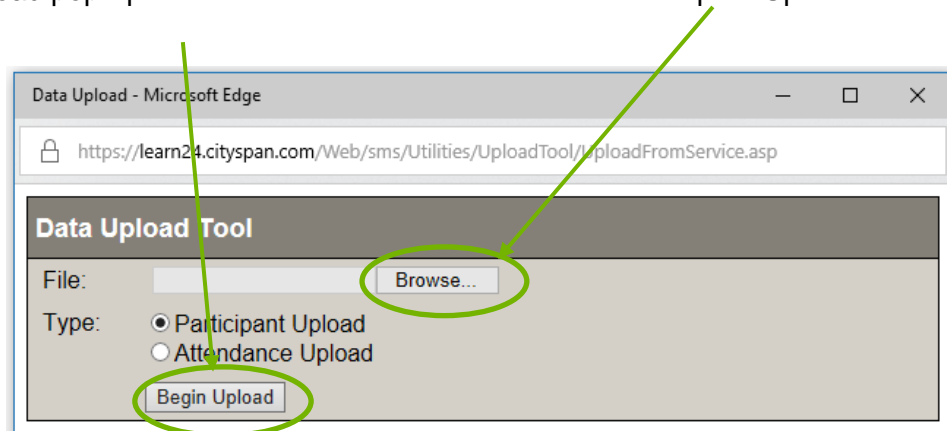 Data Upload - Microsoft Edge
https://learn24.cityspan.com/Web/sms/Utilities/UploadTool/UploadFromService.asp
Data Upload Tool
File: Browse...
Type: Participant Upload
Attendance Upload
Begin Upload